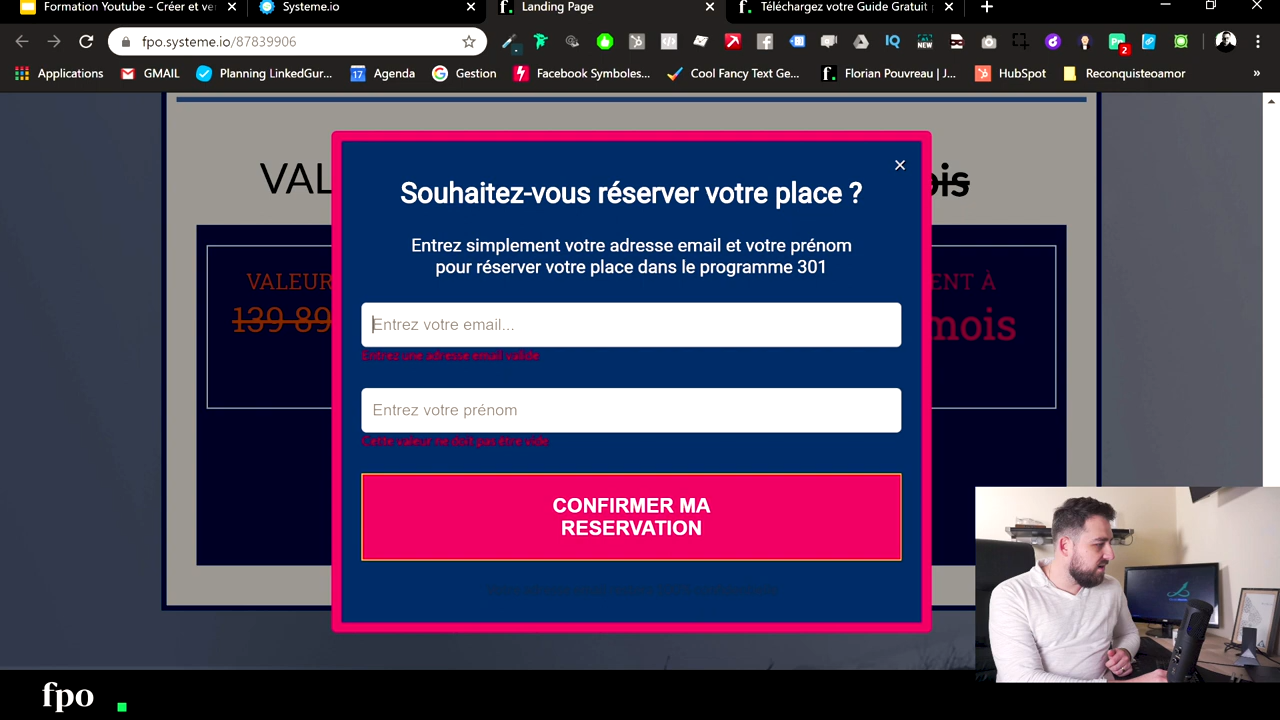 Formation Youtube - Créer et ve
Systeme.io
Landing Page
Téléchargez votre Guide Gratuit
fpo.systeme.io/87839906
Applications
GMAIL
Planning LinkedGur...
Agenda
Gestion
Facebook Symboles...
Cool Fancy Text Ge...
Florian Pouvreau | J...
HubSpot
Reconquisteoamor
VAL
ois
Souhaitez-vous réserver votre place ?
Entrez simplement votre adresse email et votre prénom
pour réserver votre place dans le programme 301
VALEUR
139 89
ENT À
mois
Entrez votre email...
Entrez une adresse email valide
Entrez votre prénom
Cette valeur ne doit pas être vide
CONFIRMER MA
RESERVATION
fpo